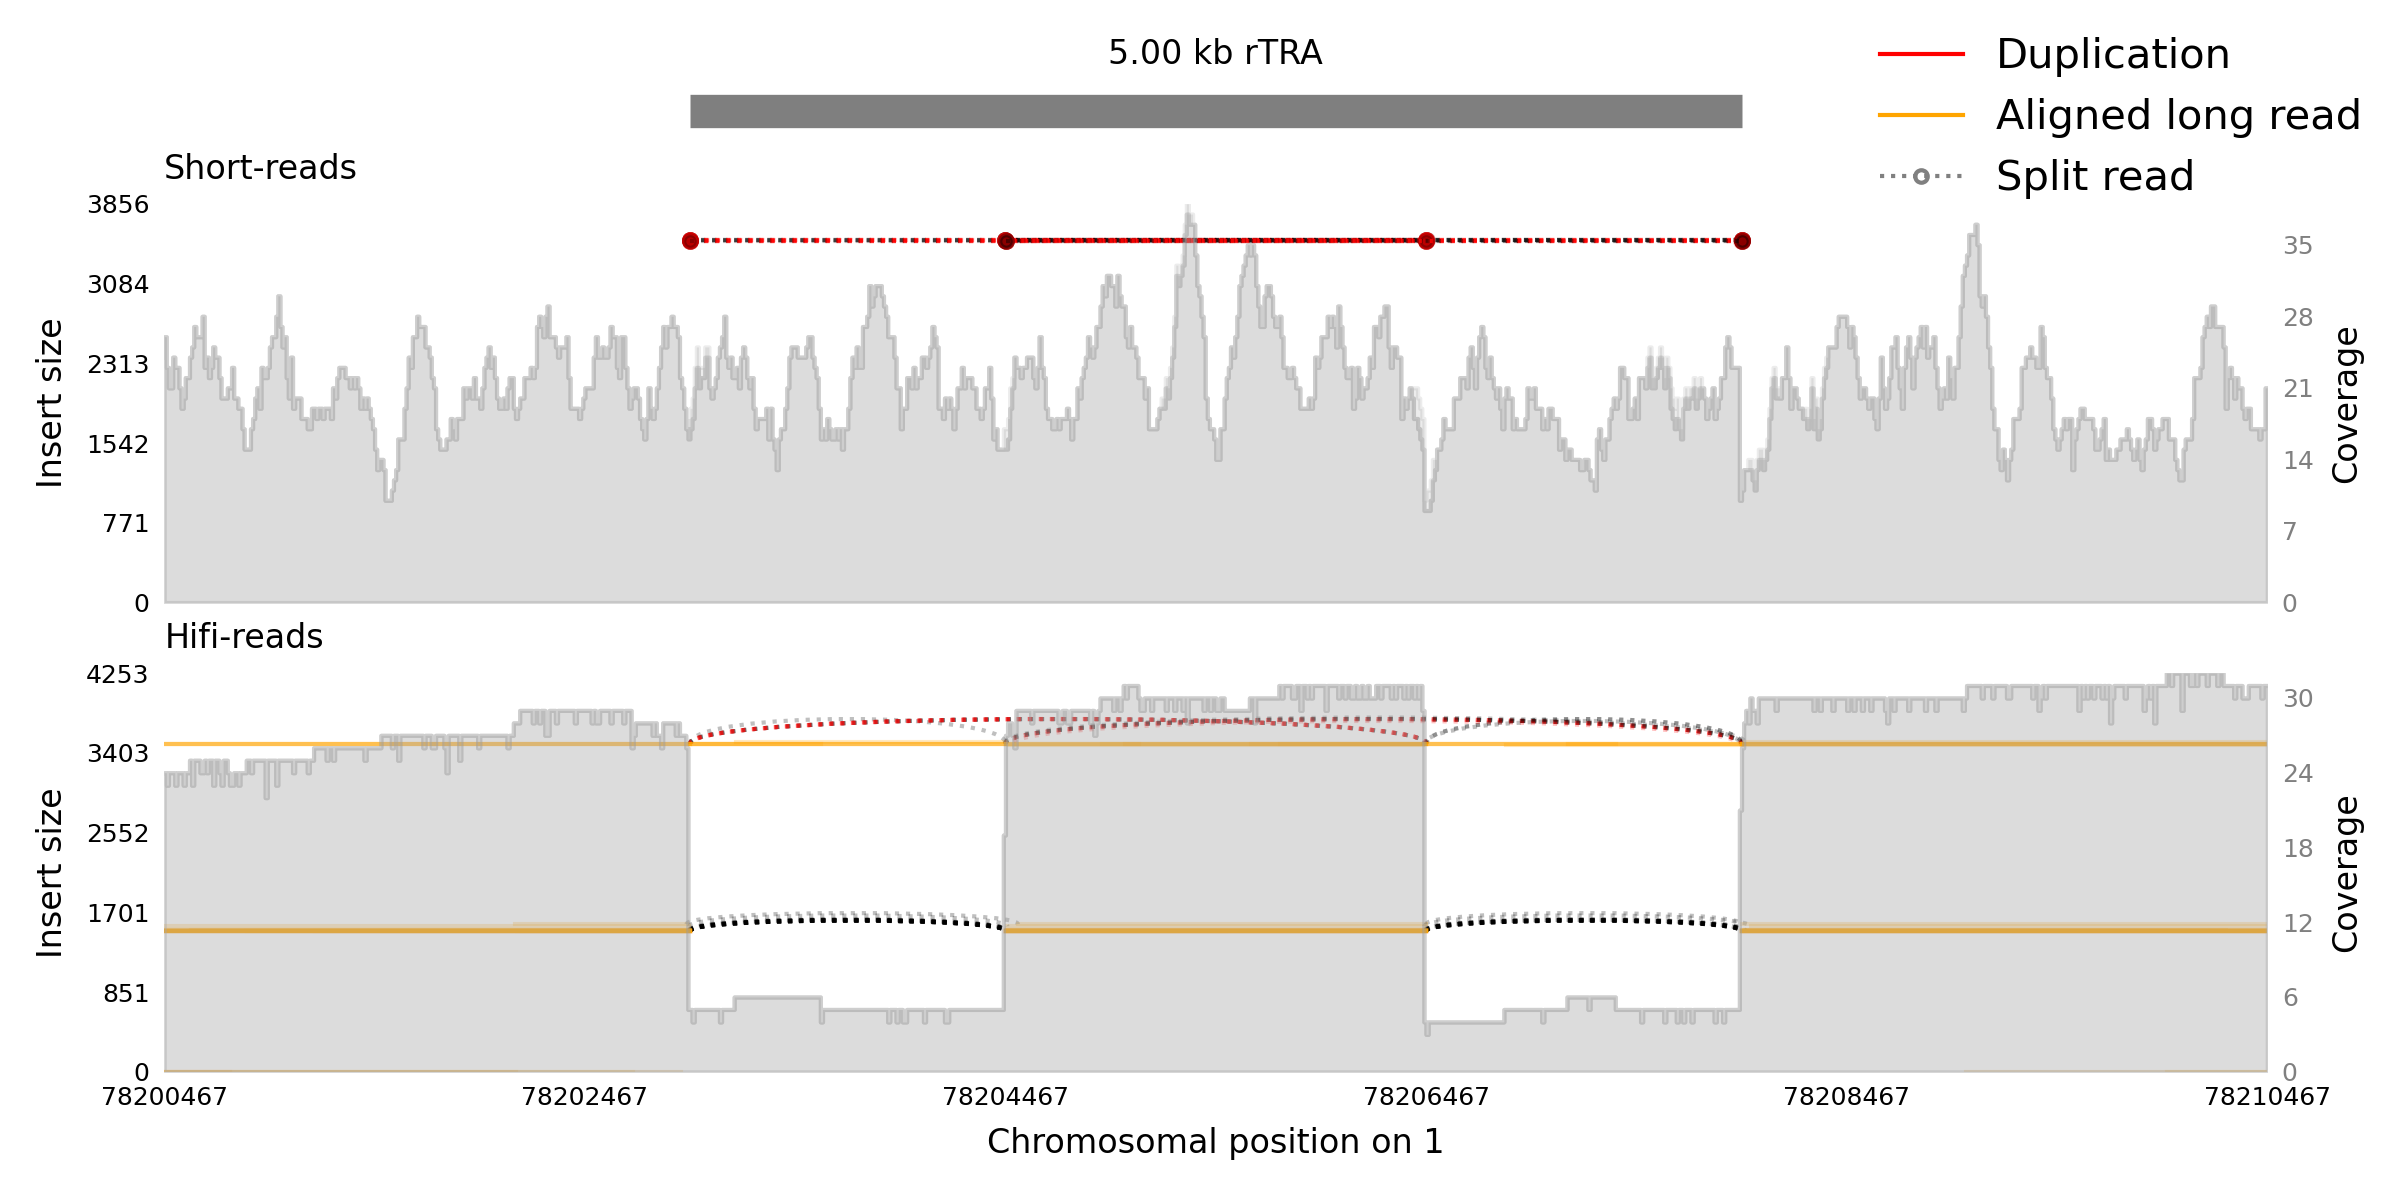 5.00 kb rTRA
Duplication
Aligned long read
Split read
Short-reads
3856
3084
2313
1542
771
0
Insert size
35
28
21
14
7
0
Coverage
Hifi-reads
4253
3403
2552
1701
851
0
Insert size
30
24
18
12
6
0
Coverage
78200467 78202467 78204467 78206467 78208467 78210467
Chromosomal position on 1